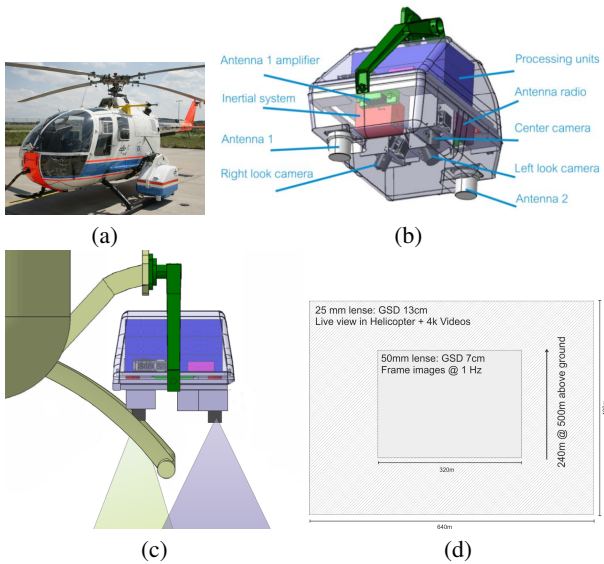 Antenna 1 amplifier
Inertial system
Antenna 1
Right look camera
Processing units
Antenna radio
Center camera
Left look camera
Antenna 2
(a)
(b)
25 mm lense: GSD 13cm
Live view in Helicopter + 4k Videos
50mm lense: GSD 7cm
Frame images @ 1 Hz
240m @ 500m above ground
320m
640m
(c)
(d)